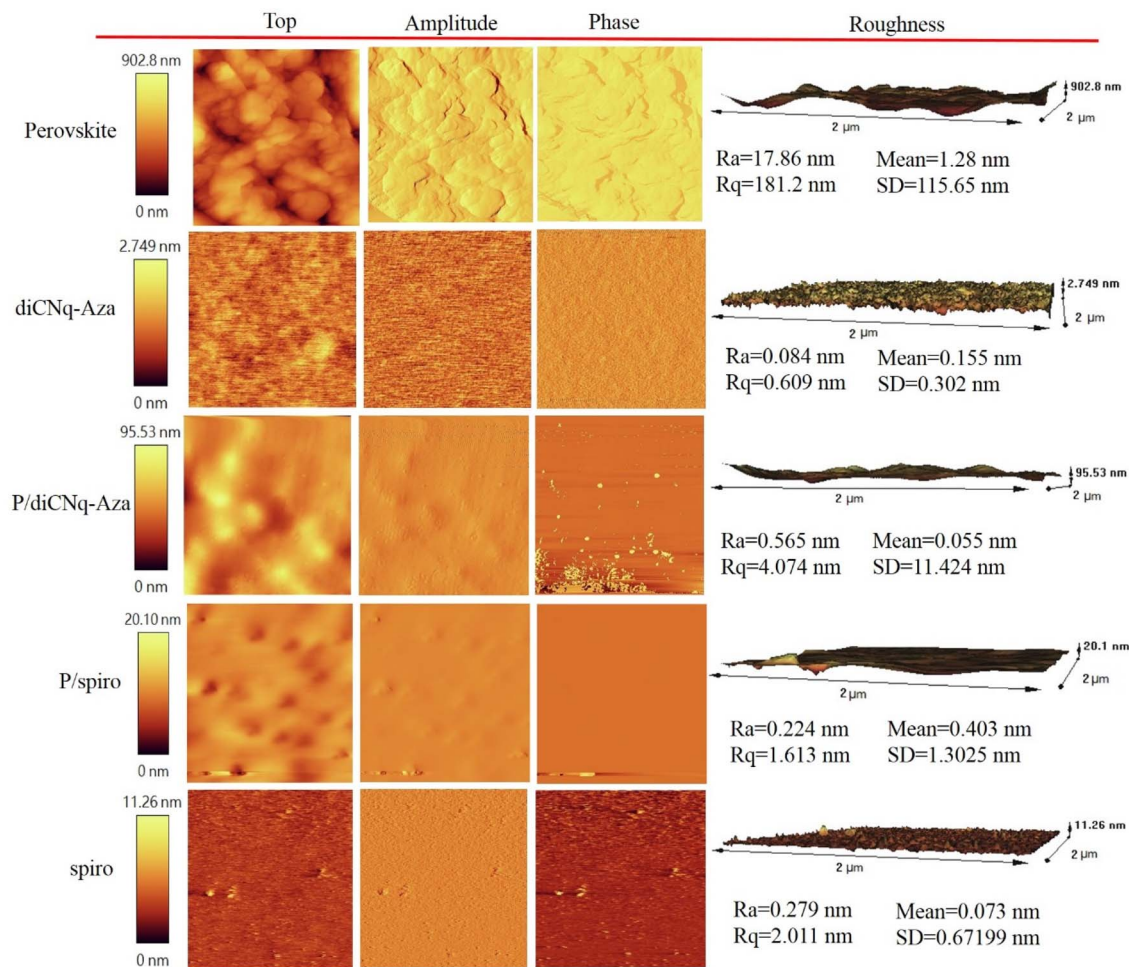 Top Amplitude Phase Roughness
902.8 nm
Perovskite
0 nm
902.8 nm
2 µm
2 µm
Ra=17.86 nm Mean=1.28 nm
Rq=181.2 nm SD=115.65 nm
2.749 nm
diCNq-Aza
0 nm
2.749 nm
2 µm
2 µm
Ra=0.084 nm Mean=0.155 nm
Rq=0.609 nm SD=0.302 nm
95.53 nm
P/diCNq-Aza
0 nm
95.53 nm
2 µm
2 µm
Ra=0.565 nm Mean=0.055 nm
Rq=4.074 nm SD=11.424 nm
20.10 nm
P/spiro
0 nm
20.1 nm
2 µm
2 µm
Ra=0.224 nm Mean=0.403 nm
Rq=1.613 nm SD=1.3025 nm
11.26 nm
spiro
0 nm
11.26 nm
2 µm
2 µm
Ra=0.279 nm Mean=0.073 nm
Rq=2.011 nm SD=0.67199 nm